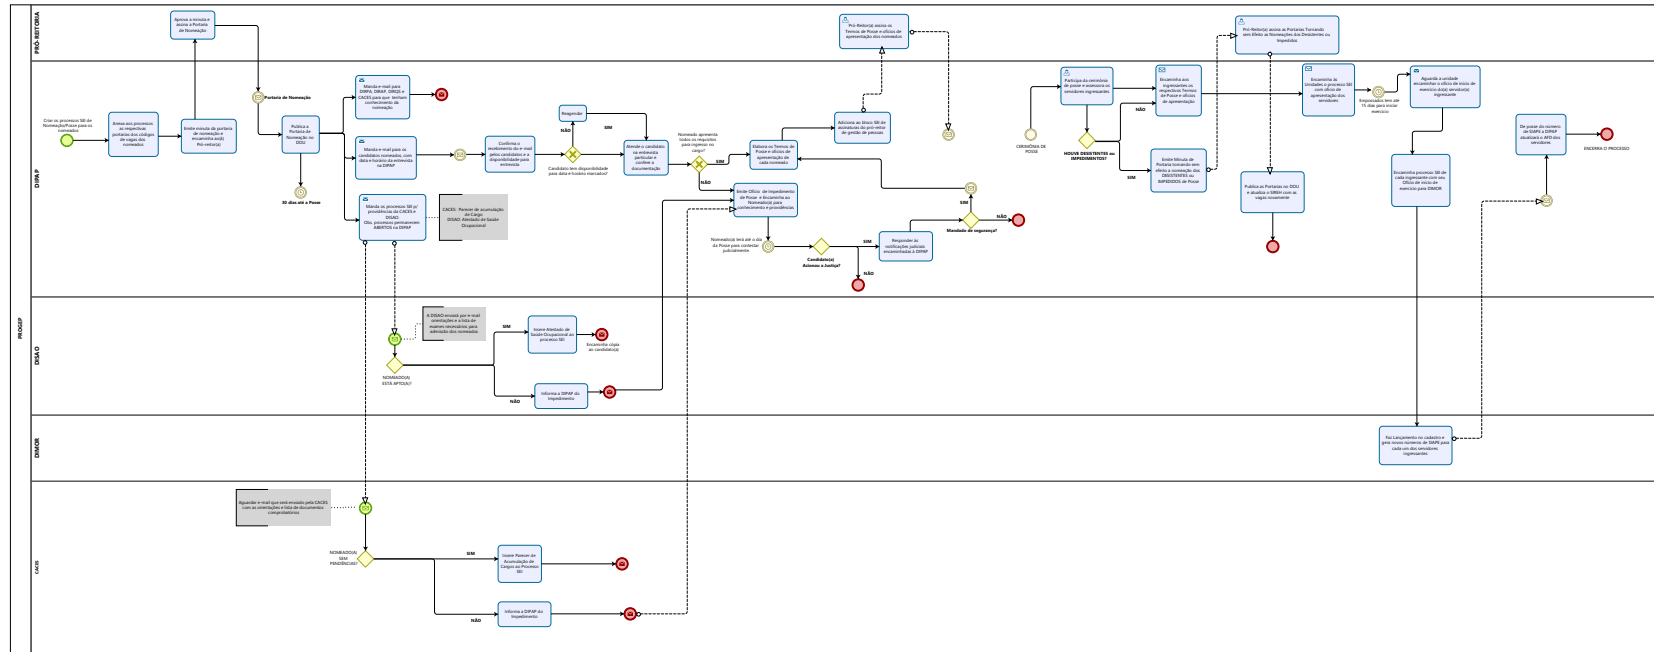 PROGEP
PRÓ-REITORIA
Aprova a minuta e
assina a Portaria
de Nomeação
Pró-Reitor(a) assina os
Termos de Posse e ofícios de
apresentação dos nomeados
Pró-Reitor(a) assina as Portarias Tornando
sem Efeito as Nomeações dos Desistentes ou
Impedidos
DIPAP
Criar os processos SEI de
Nomeação/Posse para os
nomeados
Anexa aos processos
as respectivas
portarias dos códigos
de vagas dos
nomeados
Emite minuta da portaria
de nomeação e
encaminha ao(à)
Pró-reitor(a)
Portaria de Nomeação
Publica a
Portaria de
Nomeação no
DOU
30 dias até a Posse
Manda e-mail para
DIRPA, DIRAP, DIRQS e
CACES para que tenham
conhecimento da
nomeação
Manda e-mail para os
candidatos nomeados, com
data e horário da entrevista
na DIPAP
Manda os processos SEI p/
providências da CACES e
DISAO
Obs. processos permanecem
ABERTOS na DIPAP
CACES: Parecer de acumulação
de Cargo
DISAO: Atestado de Saúde
Ocupacional
Confirma o
recebimento do e-mail
pelos candidatos e a
disponibilidade para
entrevista
Reagendar
NÃO
SIM
Candidato tem disponibilidade
para data e horário marcados?
Atende o candidato
na entrevista
particular e
confere a
documentação
Nomeado apresenta
todos os requisitos
para ingresso no
cargo?
SIM
NÃO
Elabora os Termos de
Posse e ofícios de
apresentação de
cada nomeado
Adiciona ao bloco SEI de
assinaturas do pró-reitor
de gestão de pessoas
Emite Ofício de Impedimento
de Posse e Encaminha ao
Nomeado(a) para
conhecimento e providências
Nomeado(a) terá até o dia
da Posse para contestar
judicialmente
Candidato(a)
Acionou a Justiça?
SIM
NÃO
Responder às
notificações judiciais
encaminhadas à DIPAP
Mandado de segurança?
SIM
NÃO
CERIMÔNIA DE
POSSE
Participa da cerimônia
de posse e assessora os
servidores ingressantes
HOUVE DESISTENTES ou
IMPEDIMENTOS?
NÃO
SIM
Encaminha aos
ingressantes os
respectivos Termos
de Posse e ofícios
de apresentação
Emite Minuta de
Portaria tornando sem
efeito a nomeação dos
DESISTENTES ou
IMPEDIDOS de Posse
Publica as Portarias no DOU
e atualiza o SIREH com as
vagas novamente
Encaminha às
Unidades o processo SEI
com ofício de
apresentação dos
servidores
Empossados tem até
15 dias para iniciar
exercício
Aguarda a unidade
encaminhar o ofício de início de
exercício do(a) servidor(a)
ingressante
Encaminha processo SEI de
cada ingressante com seu
Ofício de início de
exercício para DIMOR
De posse do número
de SIAPE a DIPAP
atualizará o AFD dos
servidores
ENCERRA O PROCESSO
DISAO
A DISAO enviará por e-mail
orientações e a lista de
exames necessários para
admissão dos nomeados
NOMEADO(A)
ESTÁ APTO(A)?
SIM
NÃO
Insere Atestado de
Saúde Ocupacional ao
processo SEI
Encaminha cópia
ao candidato(a)
Informa a DIPAP do
Impedimento
DIMOR
Faz Lançamento no cadastro e
gera novos números de SIAPE para
cada um dos servidores
ingressantes
CACES
Aguardar e-mail que será enviado pela CACES
com as orientações e lista de documentos
comprobatórios
NOMEADO(A)
SEM
PENDÊNCIAS?
SIM
NÃO
Insere Parecer de
Acumulação de
Cargos ao Processo
SEI
Informa a DIPAP do
Impedimento